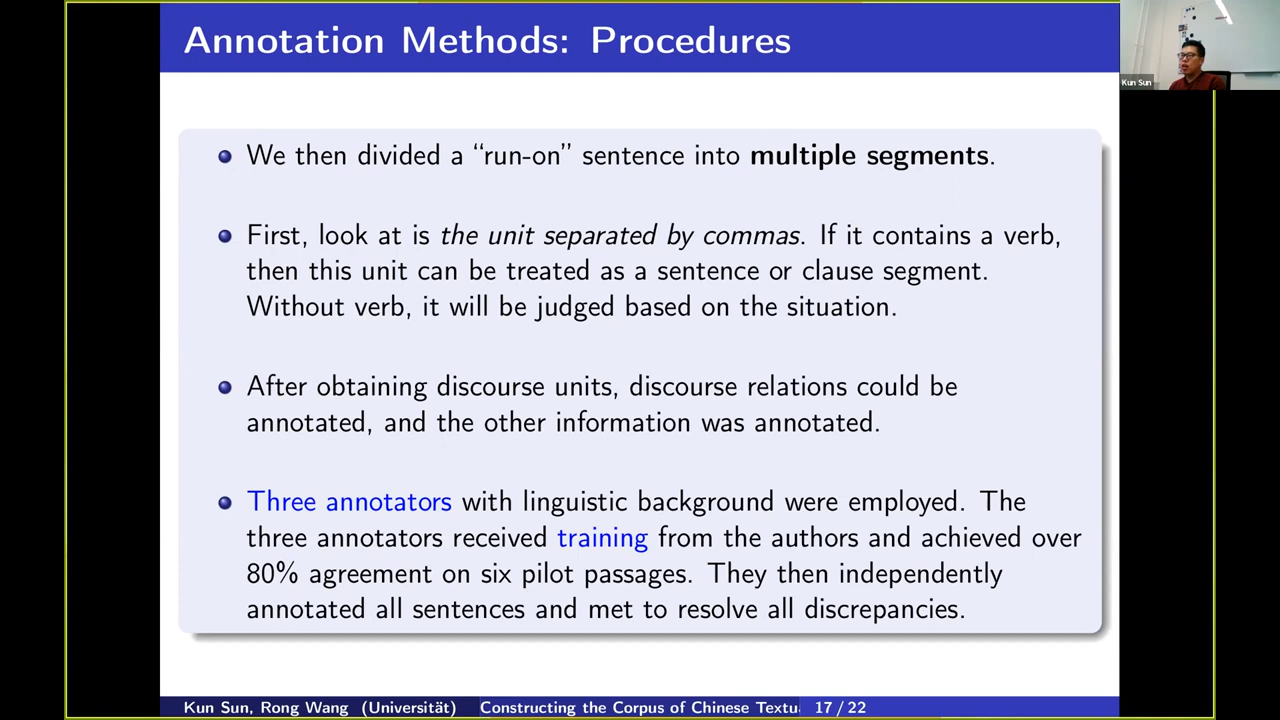 Annotation Methods: Procedures
Kun Sun
We then divided a “run-on” sentence into multiple segments.
First, look at is the unit separated by commas. If it contains a verb,
then this unit can be treated as a sentence or clause segment.
Without verb, it will be judged based on the situation.
After obtaining discourse units, discourse relations could be
annotated, and the other information was annotated.
Three annotators with linguistic background were employed. The
three annotators received training from the authors and achieved over
80% agreement on six pilot passages. They then independently
annotated all sentences and met to resolve all discrepancies.
Kun Sun, Rong Wang (Universität) Constructing the Corpus of Chinese Textu 17 / 22